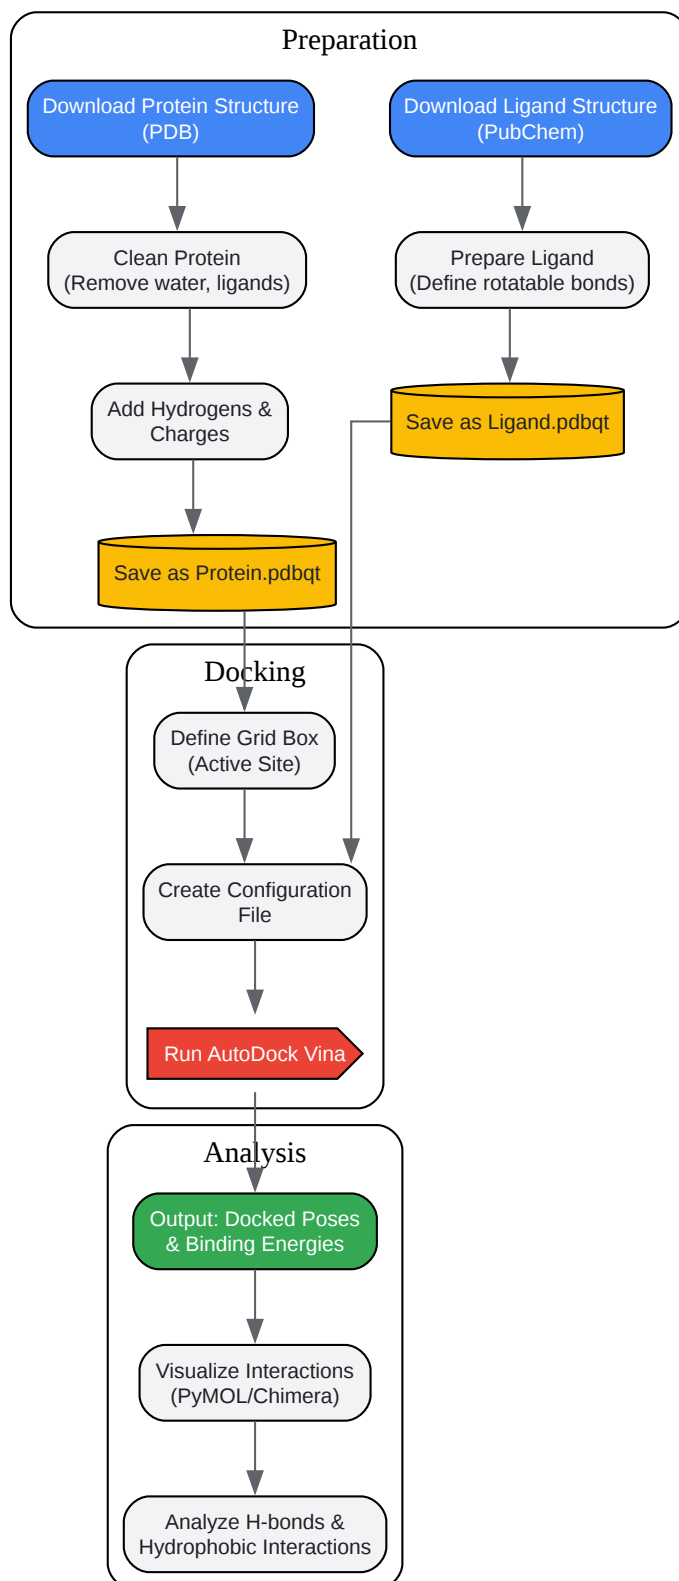 Preparation
Download Protein Structure
(PDB)
Download Ligand Structure
(PubChem)
Clean Protein
(Remove water, ligands)
Prepare Ligand
(Define rotatable bonds)
Add Hydrogens &
Charges
Save as Ligand.pdbqt
Save as Protein.pdbqt
Docking
Define Grid Box
(Active Site)
Create Configuration
File
Run AutoDock Vina
Analysis
Output: Docked Poses
& Binding Energies
Visualize Interactions
(PyMOL/Chimera)
Analyze H-bonds &
Hydrophobic Interactions